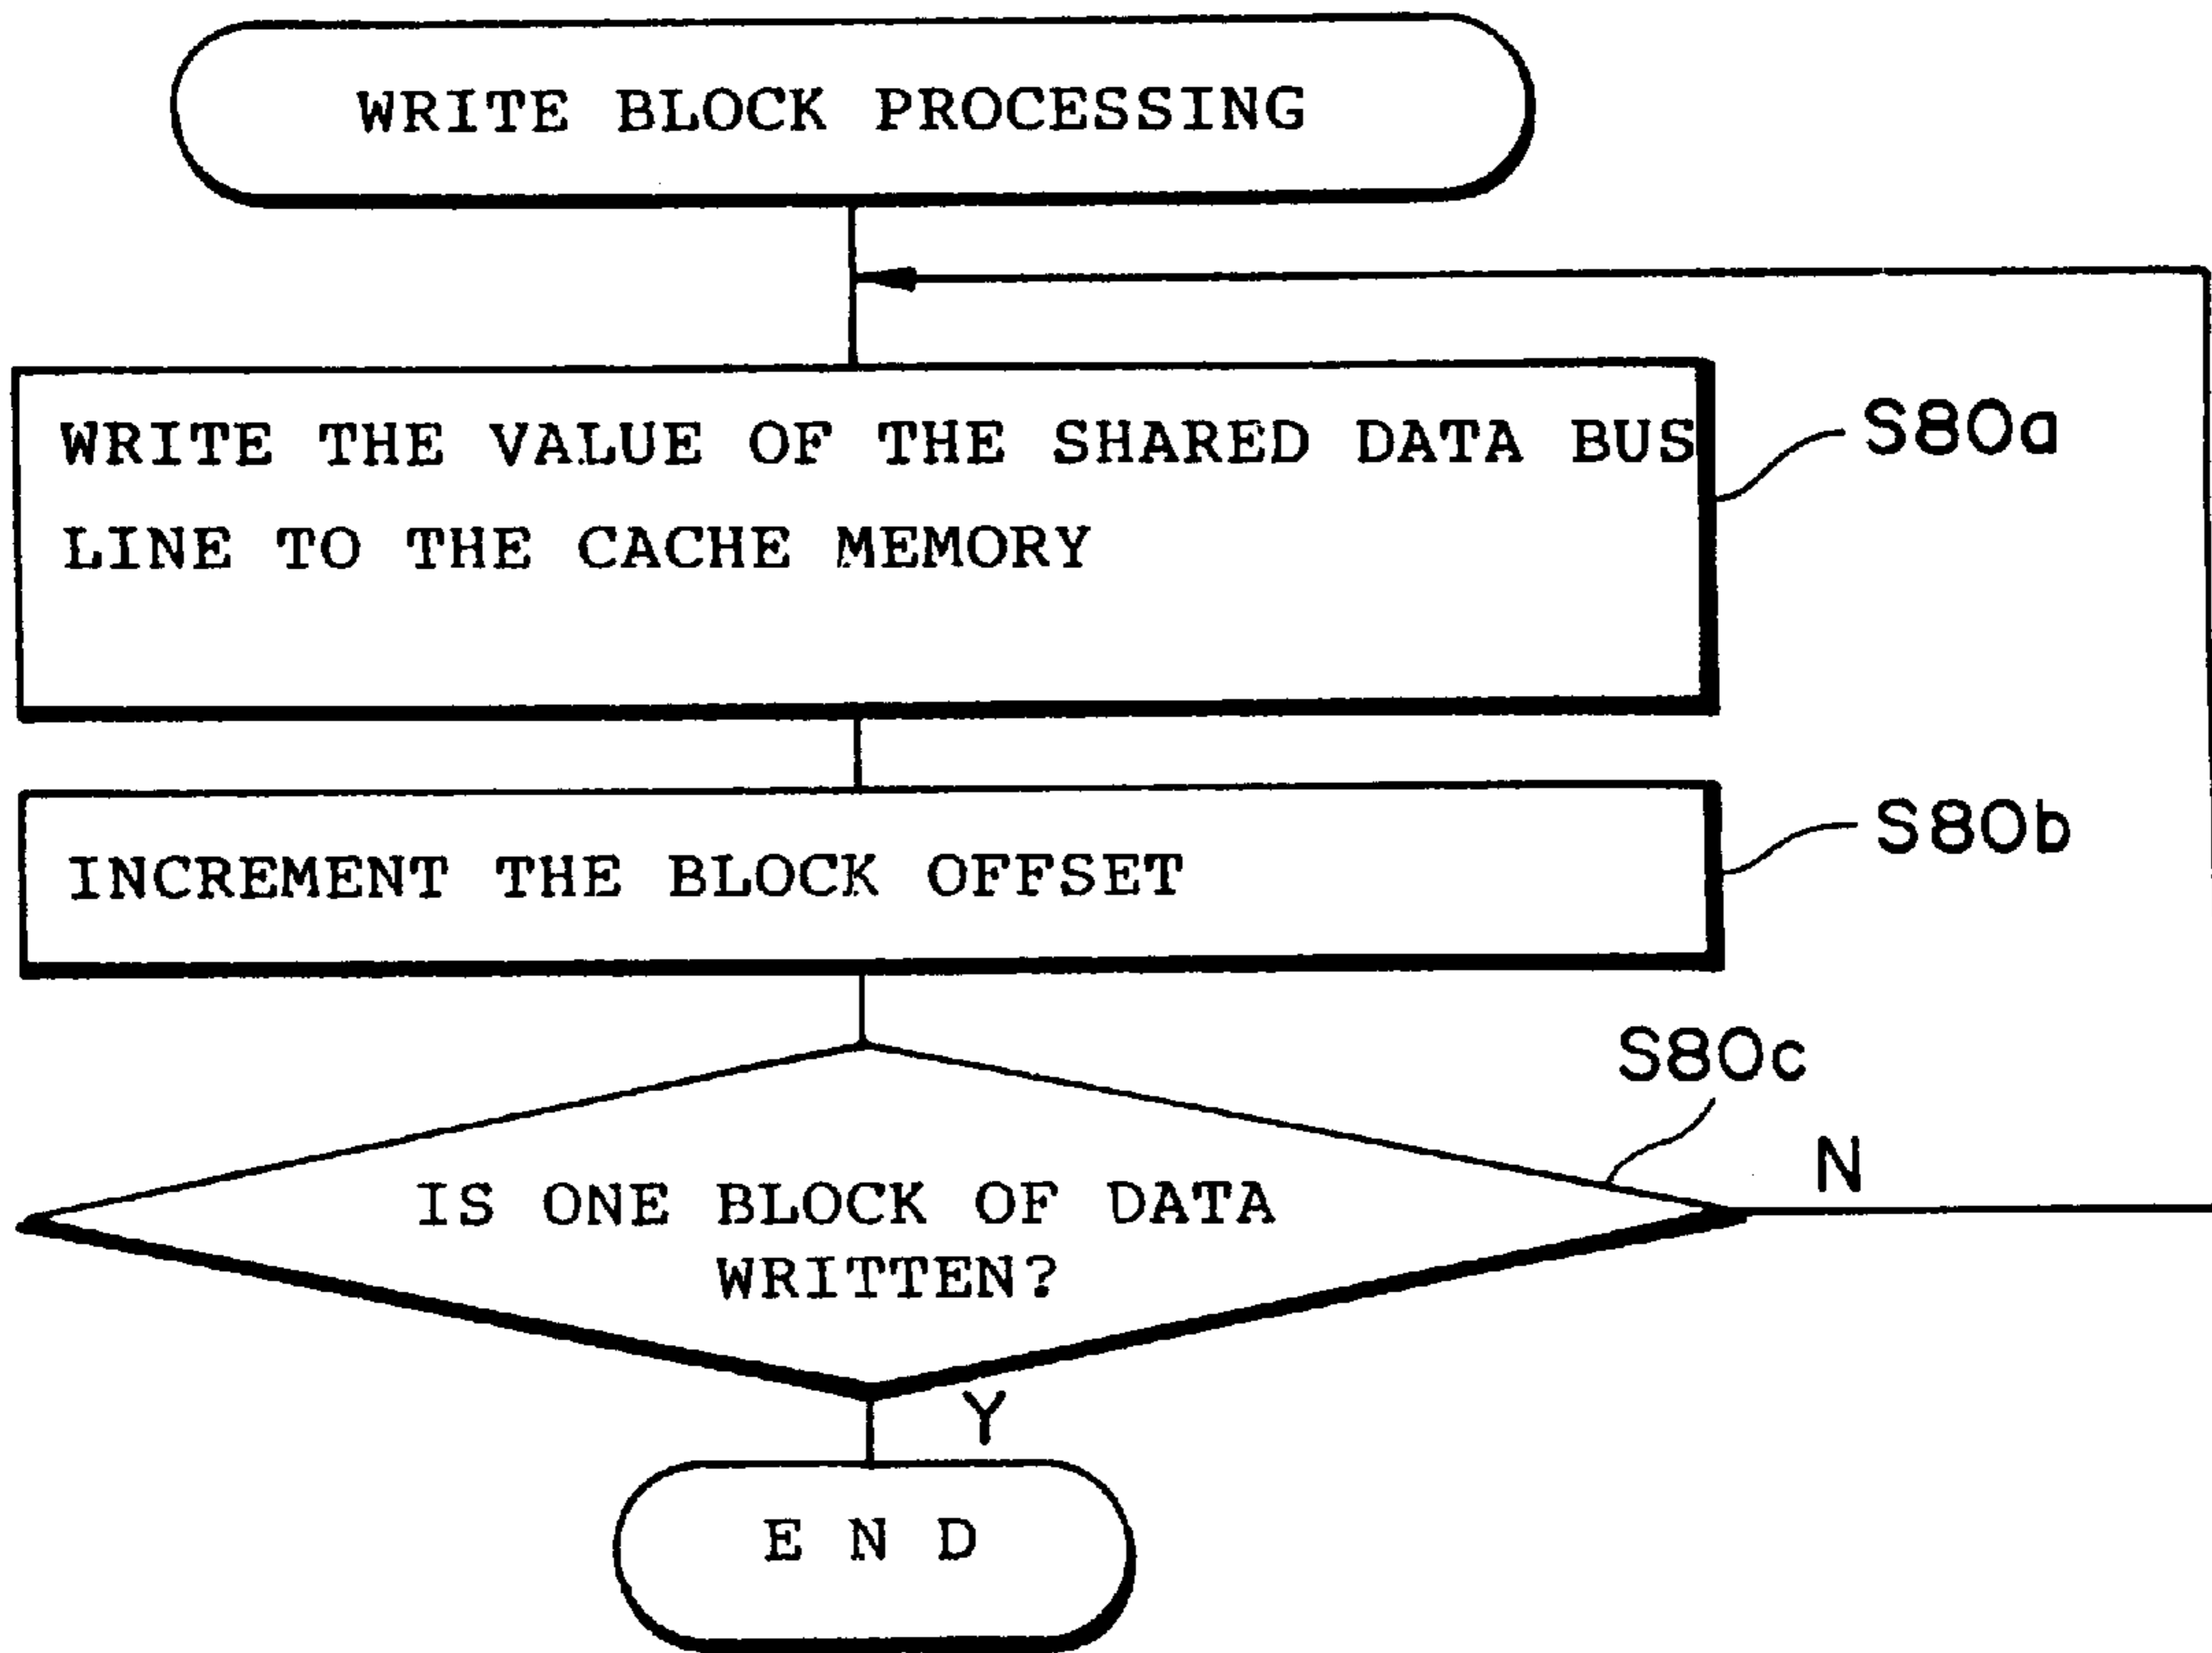 WRITE BLOCK PROCESSING
WRITE THE VALUE OF THE SHARED DATA BUS
LINE TO THE CACHE MEMORY
S80a
INCREMENT THE BLOCK OFFSET
S80b
S80c
IS ONE BLOCK OF DATA
WRITTEN?
N
Y
E N D